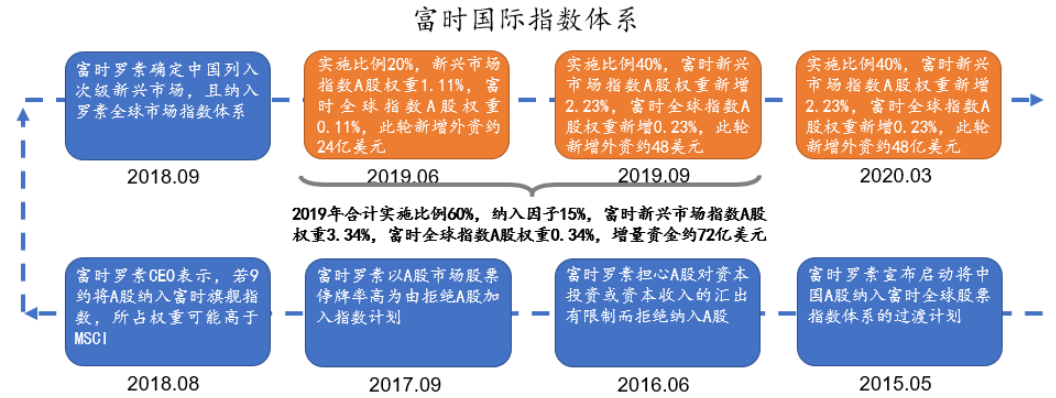 富时国际指数体系
富时罗素确定中国列入
次级新兴市场，且纳入
罗素全球市场指数体系
2018.09
实施比例20%，新兴市场
指数A股权重1.11%，富
时全球指数A股权重
0.11%，此轮新增外资约
24亿美元
2019.06
实施比例40%，富时新兴
市场指数A股权重新增
2.23%，富时全球指数A
股权重新增0.23%，此轮
新增外资约48美元
2019.09
实施比例40%，富时新兴
市场指数A股权重新增
2.23%，富时全球指数A
股权重新增0.23%，此轮
新增外资约48亿美元
2020.03
2019年合计实施比例60%，纳入因子15%，富时新兴市场指数A股
权重3.34%，富时全球指数A股权重0.34%，增量资金约72亿美元
富时罗素CEO表示，若9
约将A股纳入富时旗舰指
数，所占权重可能高于
MSCI
2018.08
富时罗素以A股市场股票
停牌率高为由拒绝A股加
入指数计划
2017.09
富时罗素担心A股对资本
投资或资本收入的汇出
有限制而拒绝纳入A股
2016.06
富时罗素宣布启动将中
国A股纳入富时全球股票
指数体系的过渡计划
2015.05